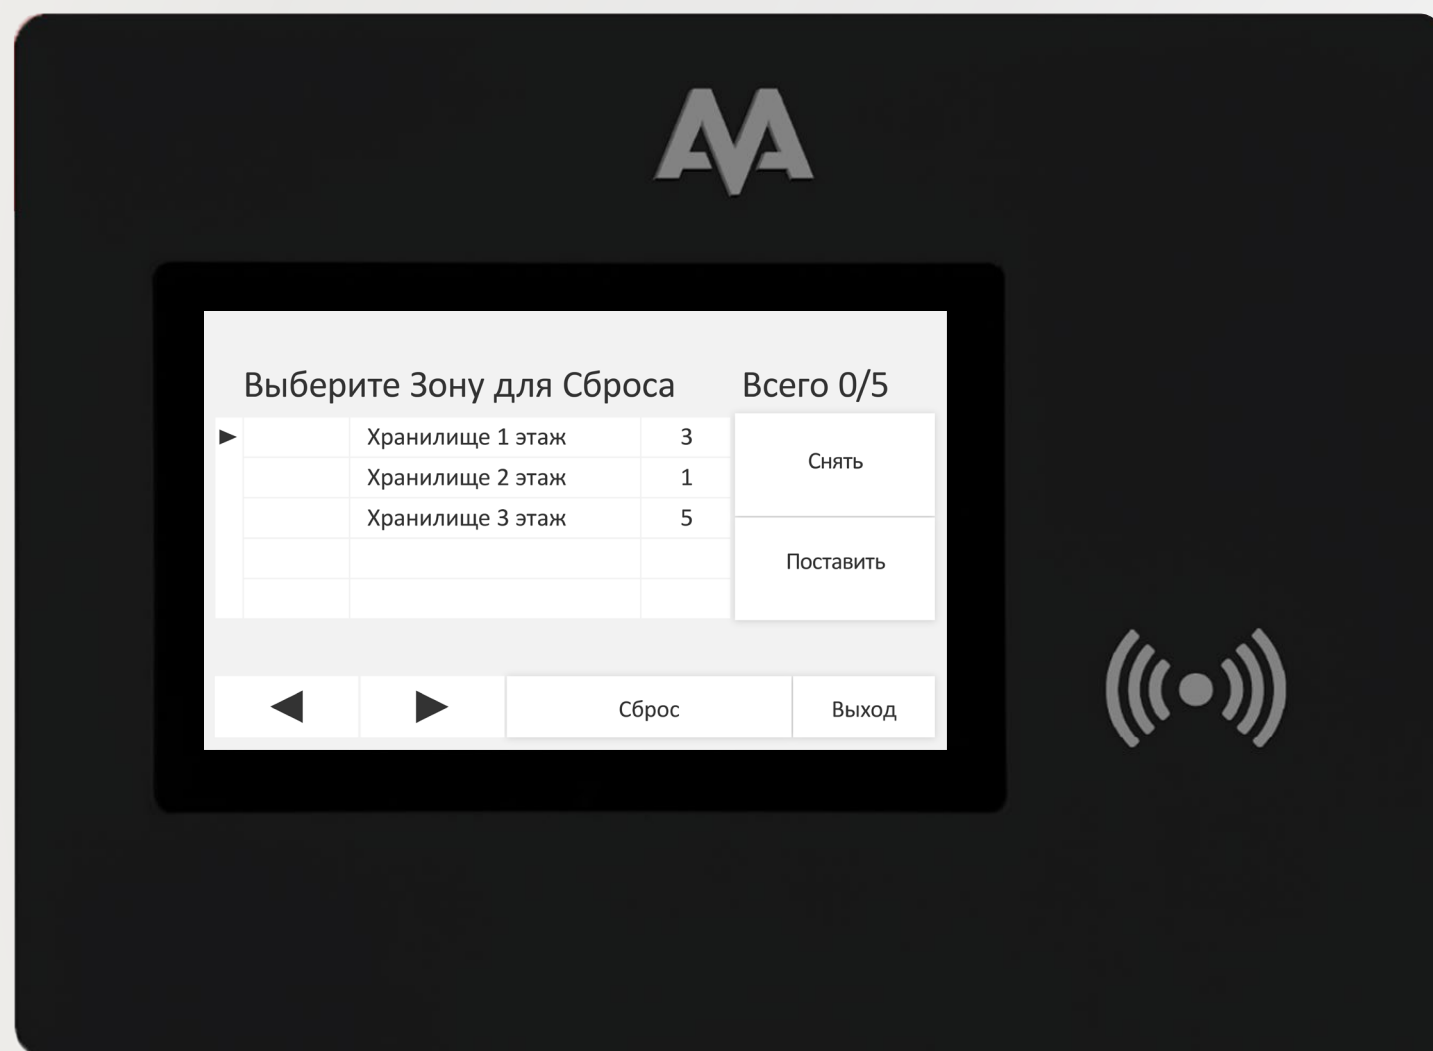 Выберите Зону для Сброса Всего 0/5
► Хранилище 1 этаж 3
Хранилище 2 этаж 1
Хранилище 3 этаж 5
Снять
Поставить
◀ ▶ Сброс Выход